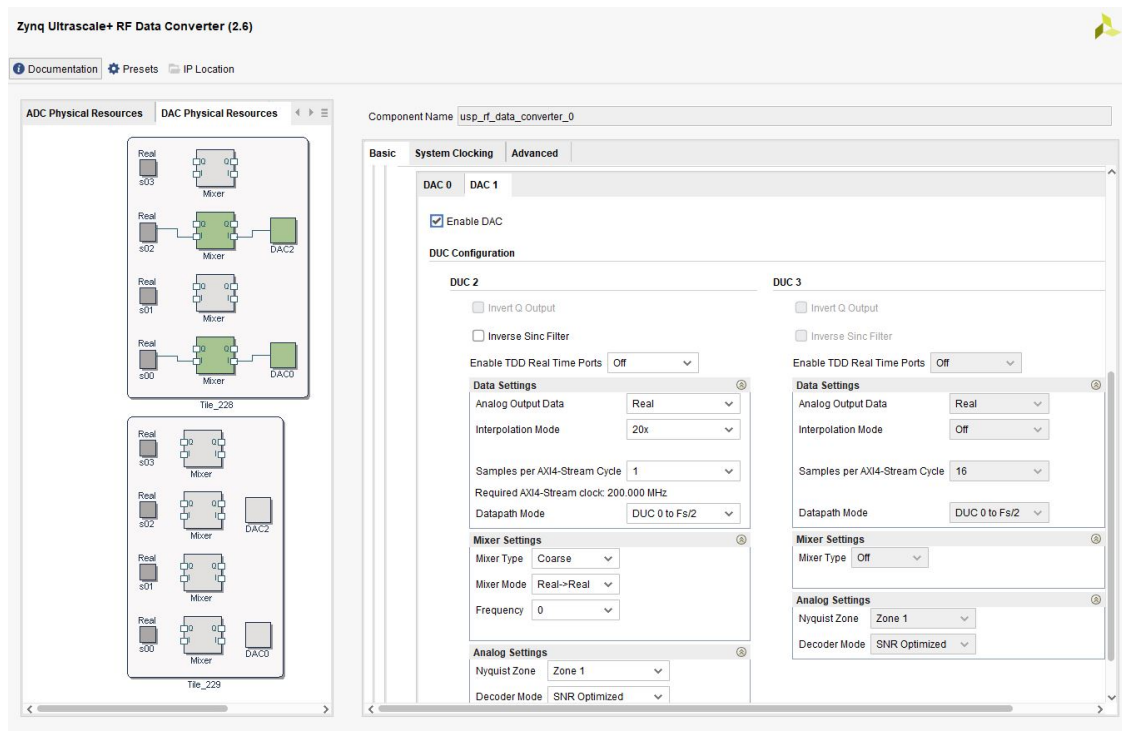 Zynq Ultrascale+ RF Data Converter (2.6)
Documentation Presets IP Location
ADC Physical Resources DAC Physical Resources
Real
s03
Q Q
I I
Mixer
Real
s02
Q Q
I I
Mixer
DAC2
Real
s01
Q Q
I I
Mixer
Real
s00
Q Q
I I
Mixer
DAC0
Tile_228
Real
s03
Q Q
I I
Mixer
Real
s02
Q Q
I I
Mixer
DAC2
Real
s01
Q Q
I I
Mixer
Real
s00
Q Q
I I
Mixer
DAC0
Tile_229
Component Name usp_rf_data_converter_0
Basic System Clocking Advanced
DAC 0 DAC 1
Enable DAC
DUC Configuration
DUC 2
Invert Q Output
Inverse Sinc Filter
Enable TDD Real Time Ports Off
Data Settings
Analog Output Data Real
Interpolation Mode 20x
Samples per AXI4-Stream Cycle 1
Required AXI4-Stream clock: 200.000 MHz
Datapath Mode DUC 0 to Fs/2
Mixer Settings
Mixer Type Coarse
Mixer Mode Real->Real
Frequency 0
Analog Settings
Nyquist Zone Zone 1
Decoder Mode SNR Optimized
DUC 3
Invert Q Output
Inverse Sinc Filter
Enable TDD Real Time Ports Off
Data Settings
Analog Output Data Real
Interpolation Mode Off
Samples per AXI4-Stream Cycle 16
Datapath Mode DUC 0 to Fs/2
Mixer Settings
Mixer Type Off
Analog Settings
Nyquist Zone Zone 1
Decoder Mode SNR Optimized